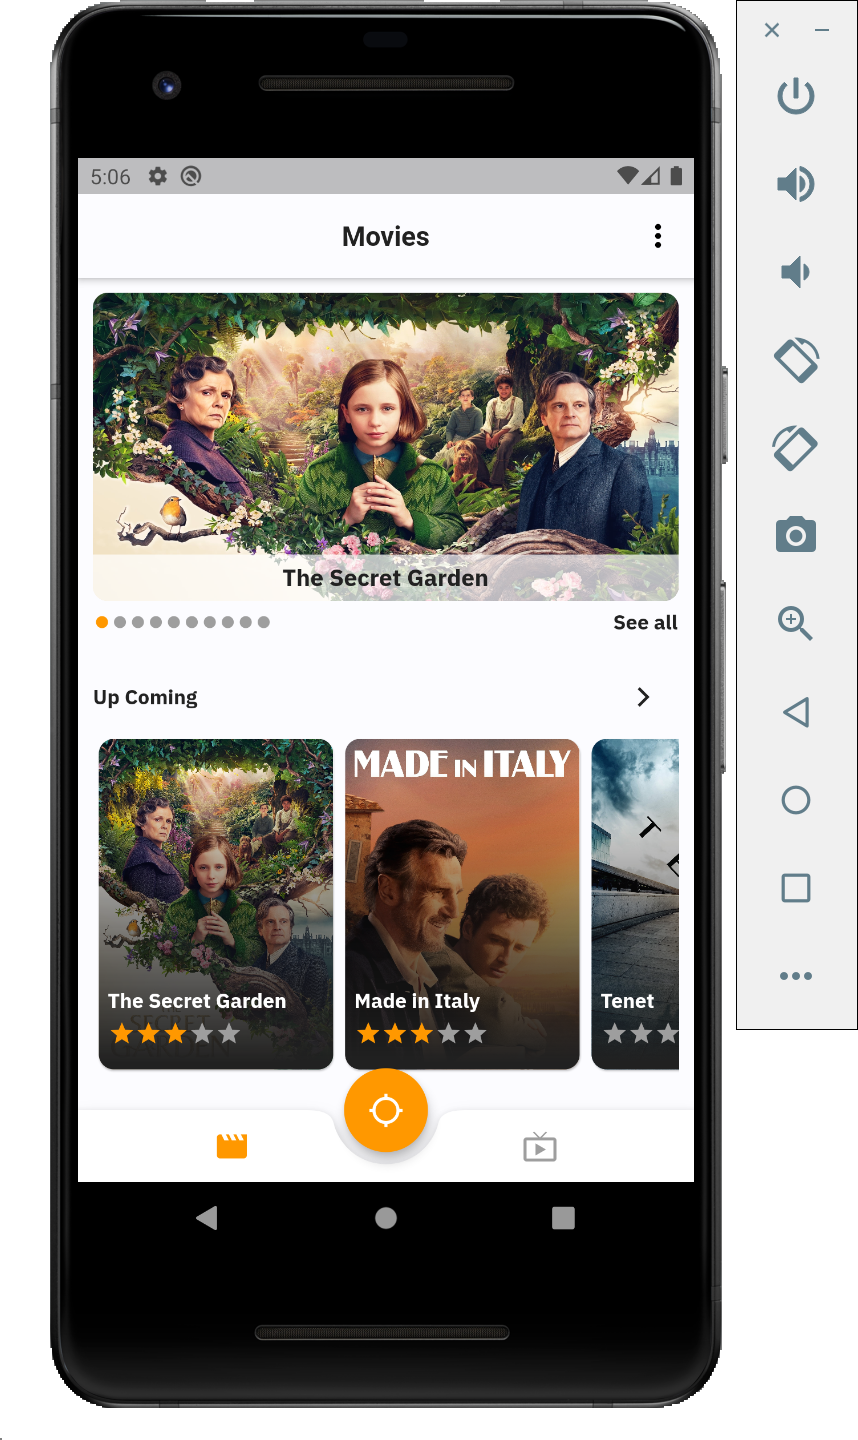 5:06
Movies
The Secret Garden
See all
Up Coming
MADE IN ITALY
The Secret Garden
Made in Italy
Tenet